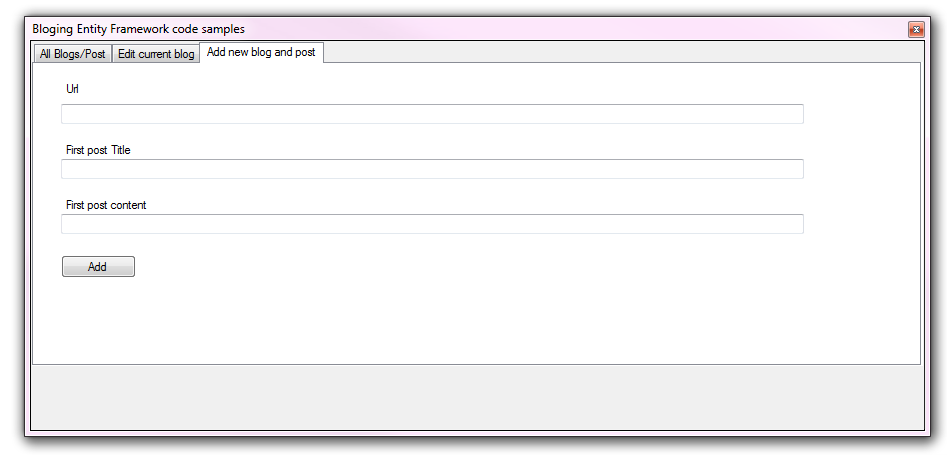 Bloging Entity Framework code samples
All Blogs/Post Edit current blog Add new blog and post
Url
First post Title
First post content
Add